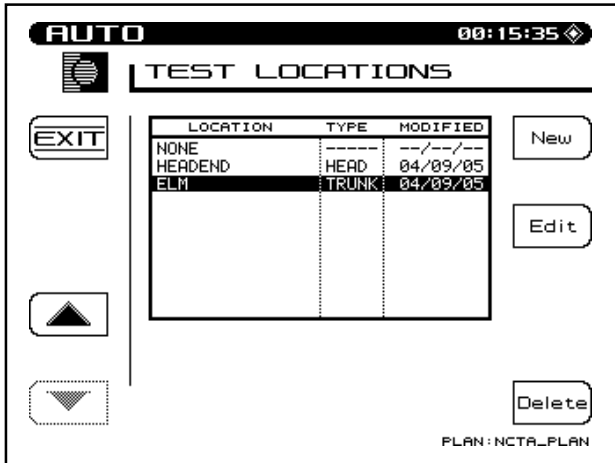 AUTO 00:15:35
TEST LOCATIONS
EXIT
LOCATION TYPE MODIFIED
NONE ----- --/--/--
HEADEND HEAD 04/09/05
ELM TRUNK 04/09/05
New
Edit
Delete
PLAN:NCTA_PLAN